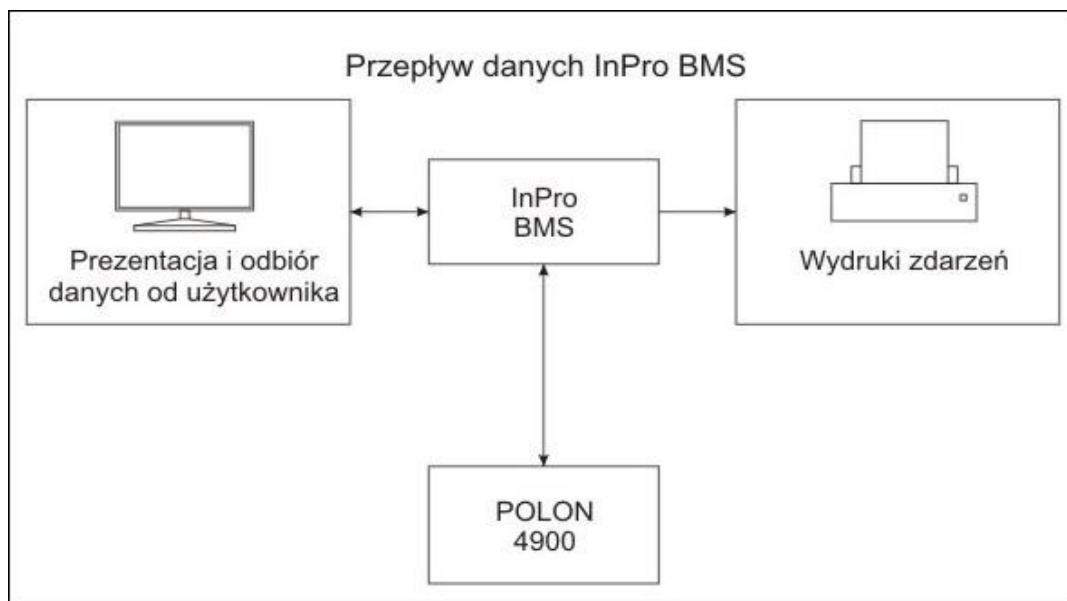 Przepływ danych InPro BMS
Prezentacja i odbiór
danych od użytkownika
InPro
BMS
Wydruki zdarzeń
POLON
4900